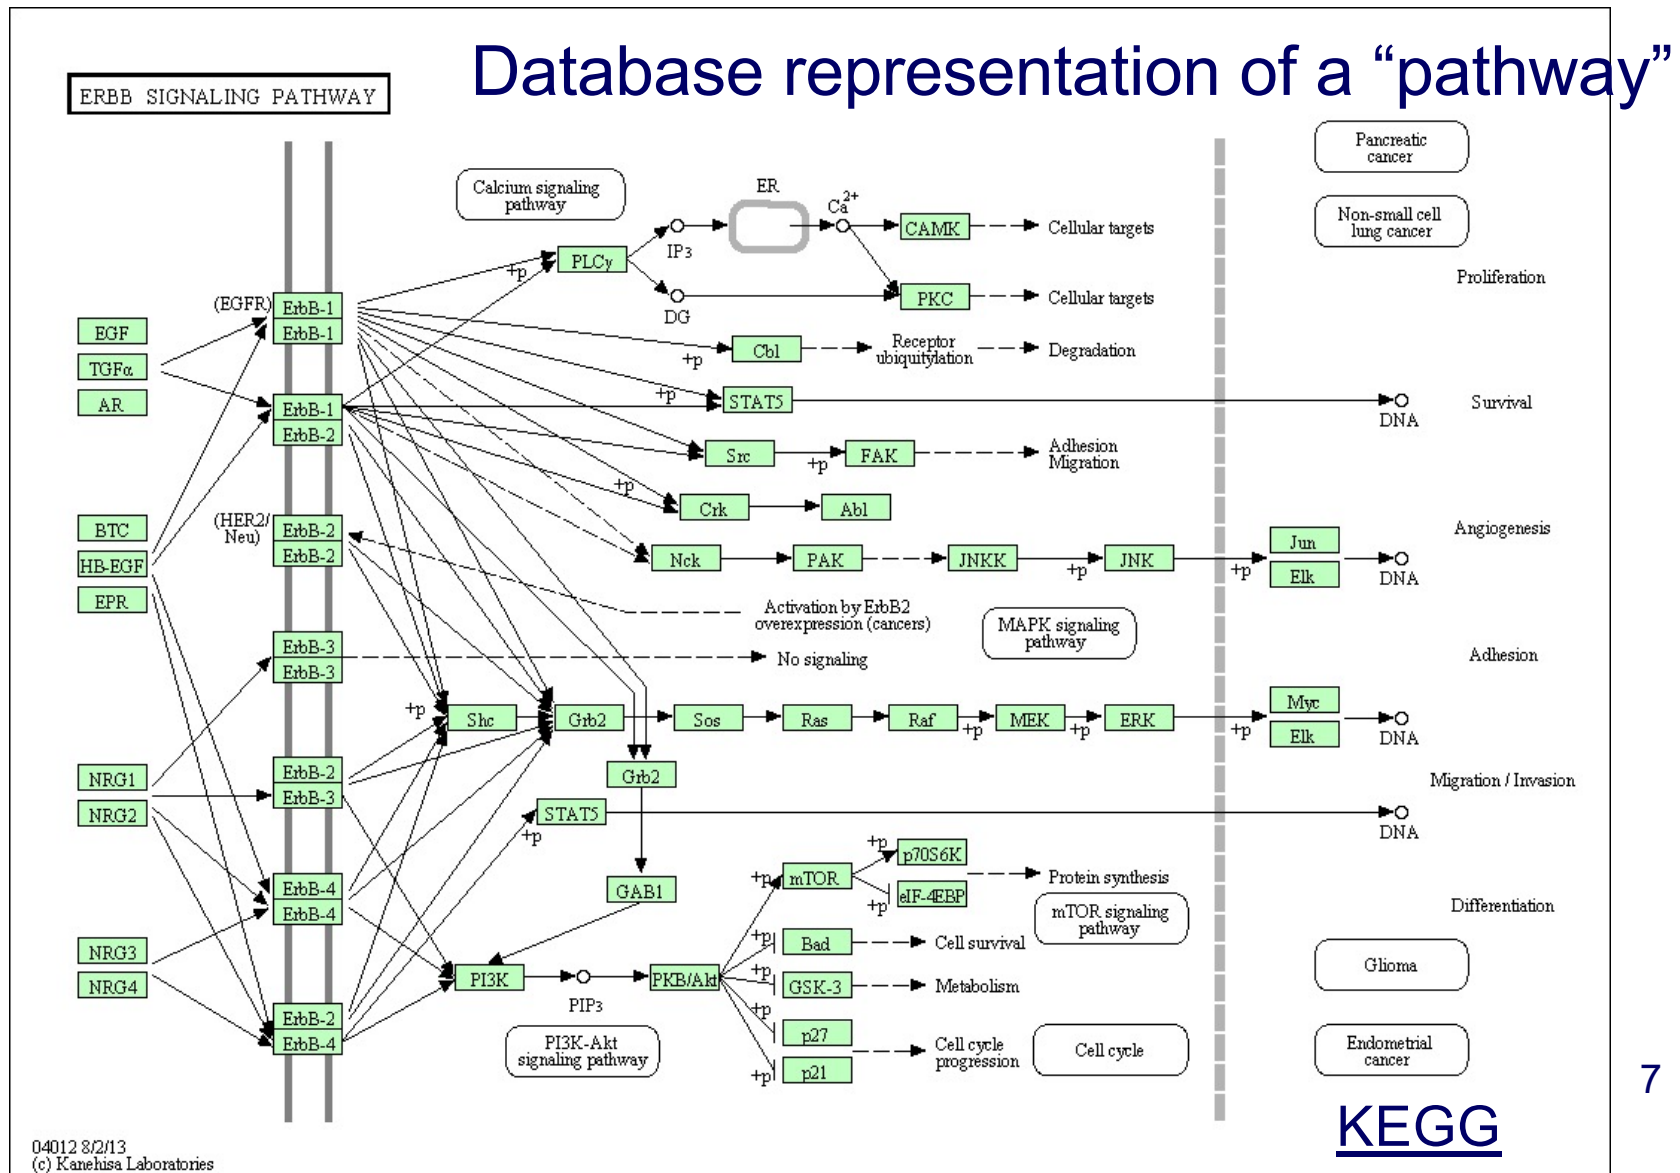 Database representation of a “pathway”
ERBB SIGNALING PATHWAY
Pancreatic
cancer
Calcium signaling
pathway
ER
Ca2+
Non-small cell
lung cancer
CAMK
Cellular targets
IP3
+p
PLCγ
Proliferation
(EGFR)
ErbB-1
ErbB-1
PKC
Cellular targets
DG
EGF
TGFα
AR
+p
Cbl
Receptor
ubiquitylation
Degradation
ErbB-1
ErbB-2
+p
STAT5
DNA
Survival
Src
+p
FAK
Adhesion
Migration
+p
Crk
Abl
BTC
HB-EGF
EPR
(HER2/
Neu)
ErbB-2
ErbB-2
Nck
PAK
JNKK
+p
JNK
+p
Jun
Elk
DNA
Angiogenesis
Activation by ErbB2
overexpression (cancers)
MAPK signaling
pathway
ErbB-3
ErbB-3
No signaling
Adhesion
+p
Shc
Grb2
Sos
Ras
Raf
+p
MEK
+p
ERK
+p
Myc
Elk
DNA
NRG1
NRG2
ErbB-2
ErbB-3
Grb2
Migration / Invasion
+p
STAT5
DNA
ErbB-4
ErbB-4
GAB1
+p
mTOR
+p
p70S6K
+p
eIF-4EBP
Protein synthesis
mTOR signaling
pathway
Differentiation
NRG3
NRG4
+p
Bad
Cell survival
Glioma
PI3K
PIP3
PKB/Akt
+p
GSK-3
Metabolism
ErbB-2
ErbB-4
PI3K-Akt
signaling pathway
+p
p27
+p
p21
Cell cycle
progression
Cell cycle
Endometrial
cancer
7
KEGG
04012 8/2/13
(c) Kanehisa Laboratories